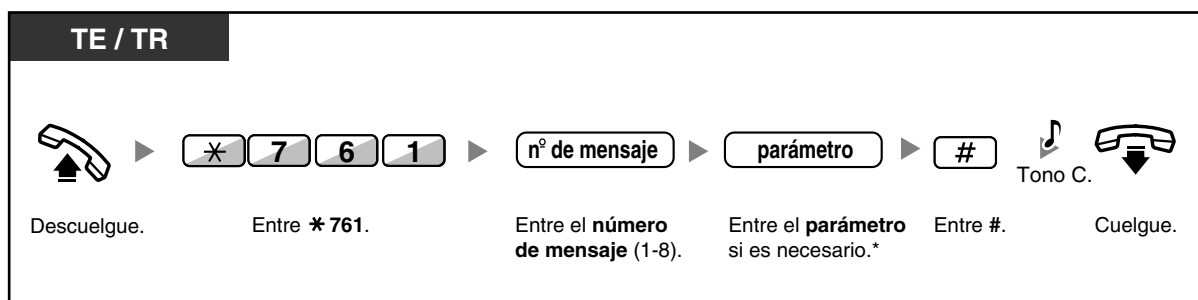 TE / TR
* 7 6 1
nº de mensaje
parámetro
#
Tono C.
Descuelgue.
Entre * 761.
Entre el número
de mensaje (1-8).
Entre el parámetro
si es necesario.*
Entre #.
Cuelgue.